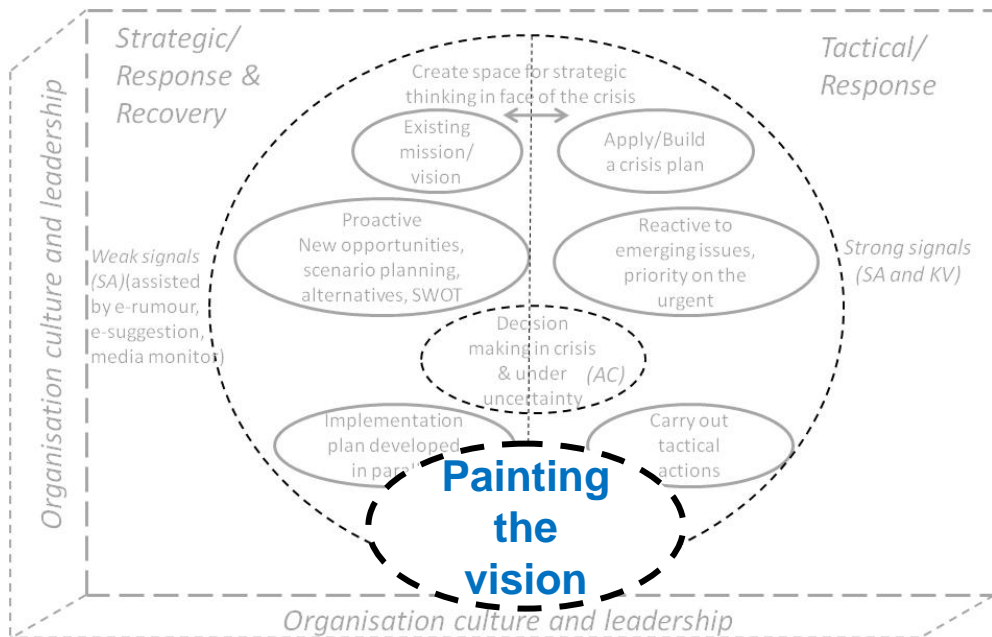 Strategic/
Response &
Recovery
Tactical/
Response
Create space for strategic
thinking in face of the crisis
Existing
mission/
vision
Apply/Build
a crisis plan
Proactive
New opportunities,
scenario planning,
alternatives, SWOT
Reactive to
emerging issues,
priority on the
urgent
Weak signals
(SA)(assisted
by e-rumour,
e-suggestion,
media monitor)
Strong signals
(SA and KV)
Decision
making in crisis
& under (AC)
uncertainty
Implementation
plan developed
in
Carry out
tactical
actions
Painting
the
vision
Organisation culture and leadership
Organisation culture and leadership